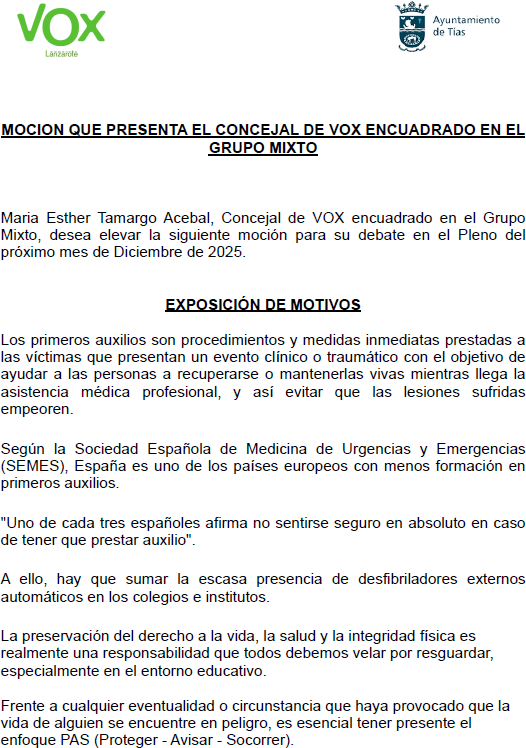 VOX
Lanzarote
Ayuntamiento
de Tías
MOCION QUE PRESENTA EL CONCEJAL DE VOX ENCUADRADO EN EL
GRUPO MIXTO
Maria Esther Tamargo Acebal, Concejal de VOX encuadrado en el Grupo
Mixto, desea elevar la siguiente moción para su debate en el Pleno del
próximo mes de Diciembre de 2025.
EXPOSICIÓN DE MOTIVOS
Los primeros auxilios son procedimientos y medidas inmediatas prestadas a
las víctimas que presentan un evento clínico o traumático con el objetivo de
ayudar a las personas a recuperarse o mantenerlas vivas mientras llega la
asistencia médica profesional, y así evitar que las lesiones sufridas
empeoren.
Según la Sociedad Española de Medicina de Urgencias y Emergencias
(SEMES), España es uno de los países europeos con menos formación en
primeros auxilios.
"Uno de cada tres españoles afirma no sentirse seguro en absoluto en caso
de tener que prestar auxilio".
A ello, hay que sumar la escasa presencia de desfibriladores externos
automáticos en los colegios e institutos.
La preservación del derecho a la vida, la salud y la integridad física es
realmente una responsabilidad que todos debemos velar por resguardar,
especialmente en el entorno educativo.
Frente a cualquier eventualidad o circunstancia que haya provocado que la
vida de alguien se encuentre en peligro, es esencial tener presente el
enfoque PAS (Proteger - Avisar - Socorrer).